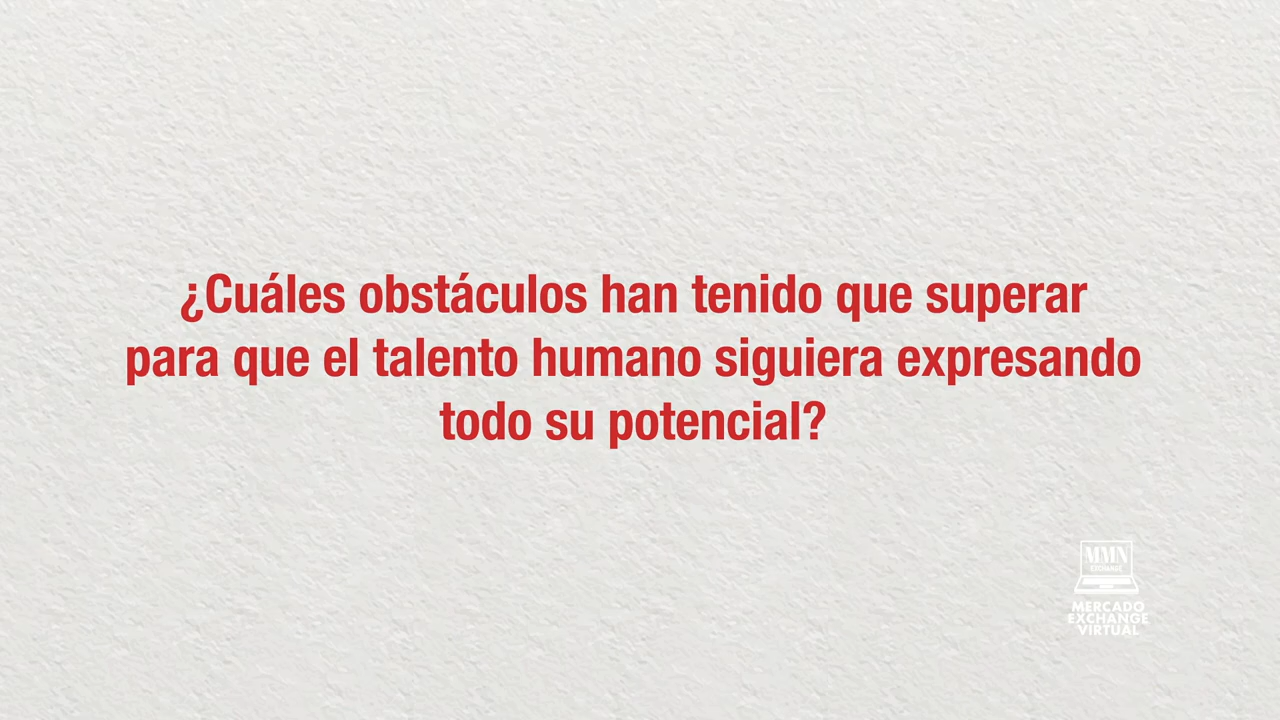 ¿Cuáles obstáculos han tenido que superar
para que el talento humano siguiera expresando
todo su potencial?
MMN
EXCHANGE
MERCADO
EXCHANGE
VIRTUAL